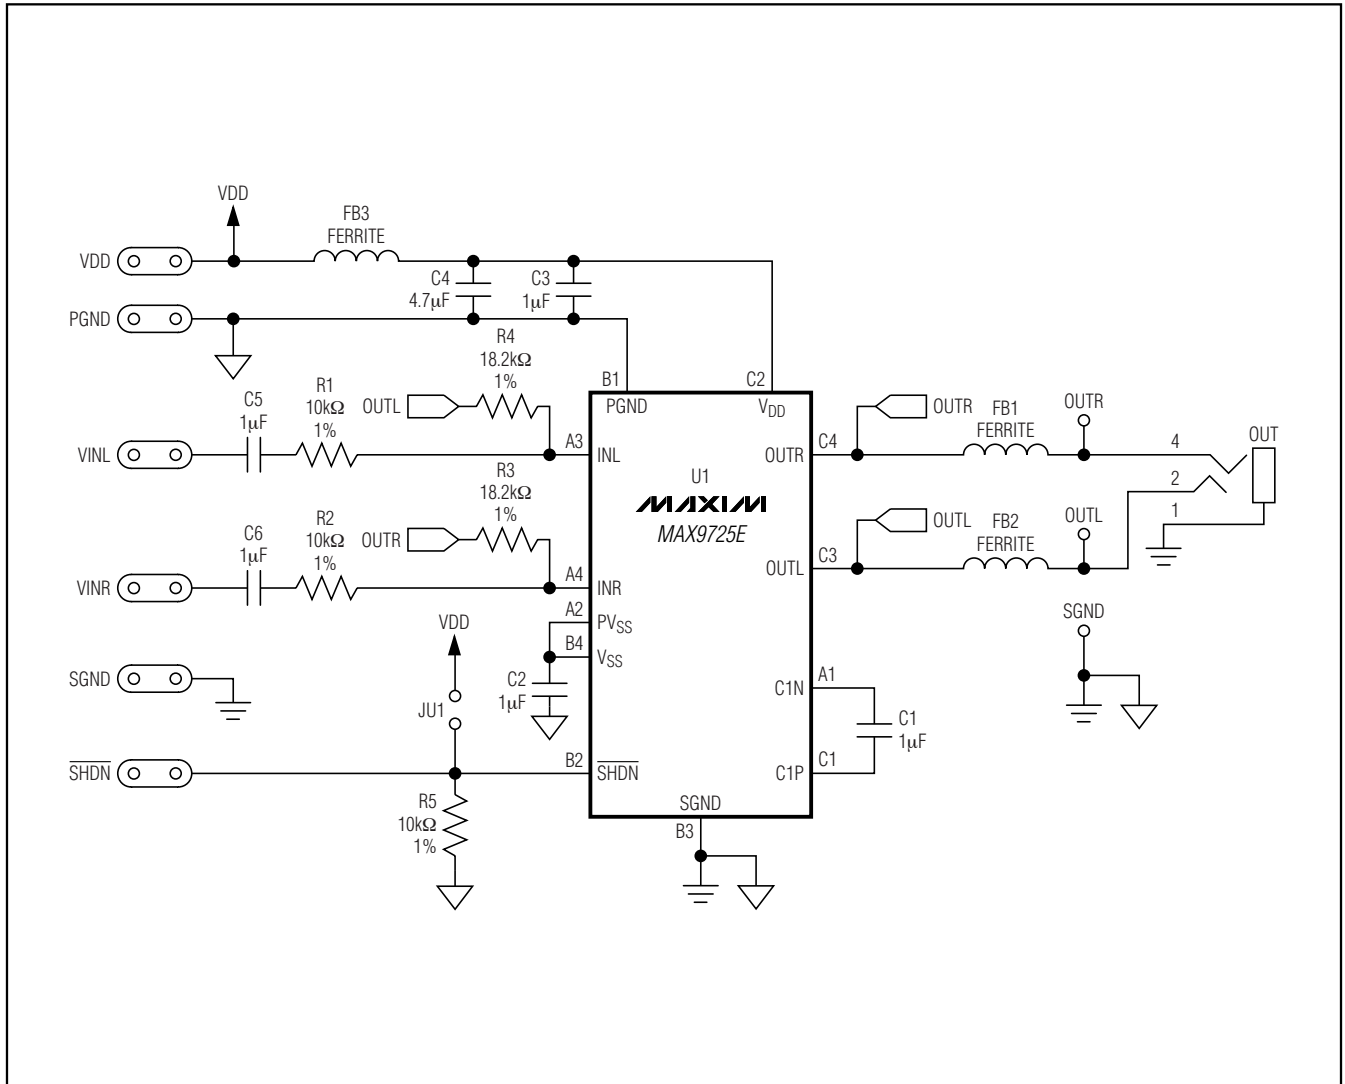 VDD
FB3
FERRITE
VDD
C4
4.7µF
C3
1µF
PGND
R4
18.2kΩ
1%
B1
C2
C5
1µF
R1
10kΩ
1%
OUTL
PGND
VDD
OUTR
FB1
FERRITE
OUTR
VINL
A3
INL
OUTR
C4
4
OUT
R3
18.2kΩ
1%
U1
MAXIM
MAX9725E
2
1
C6
1µF
R2
10kΩ
1%
OUTR
OUTL
FB2
FERRITE
OUTL
C3
OUTL
VINR
A4
INR
A2
PVSS
B4
VSS
VDD
SGND
SGND
C2
1µF
JU1
C1N
A1
C1
1µF
SHDN
B2
SHDN
C1P
C1
R5
10kΩ
1%
SGND
B3